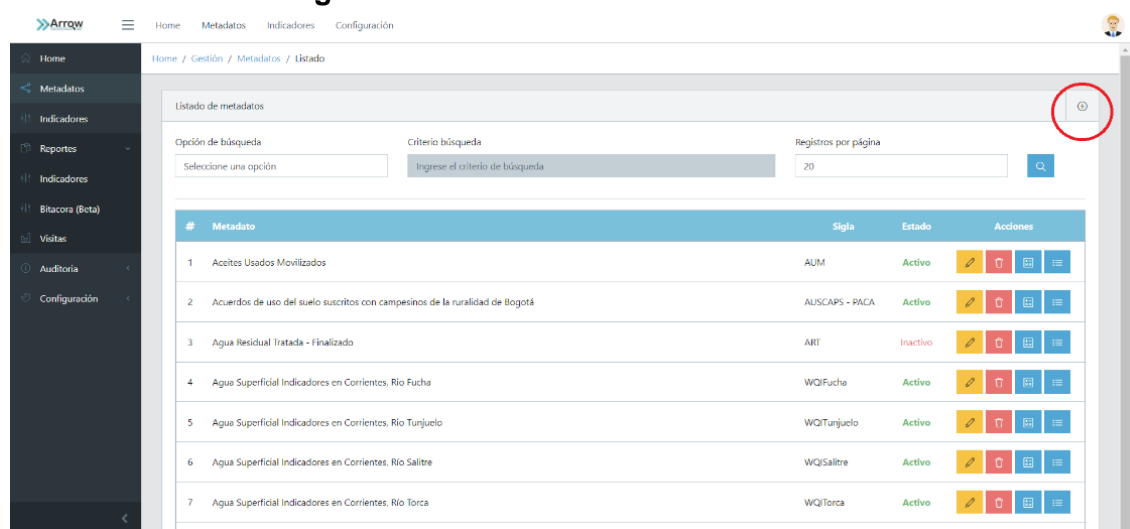 Arrow
Home Metadatos Indicadores Configuración
Home
Metadatos
Indicadores
Reportes
Indicadores
Bitacora (Beta)
Visitas
Auditoria
Configuración
Home / Gestión / Metadatos / Listado
Listado de metadatos
Opción de búsqueda Criterio búsqueda Registros por página
Seleccione una opción Ingrese el criterio de búsqueda 20
# Metadato Sigla Estado Acciones
1 Aceites Usados Movilizados AUM Activo
2 Acuerdos de uso del suelo suscritos con campesinos de la ruralidad de Bogotá AUSCAPS - PACA Activo
3 Agua Residual Tratada - Finalizado ART Inactivo
4 Agua Superficial Indicadores en Corrientes, Río Fucha WQIFucha Activo
5 Agua Superficial Indicadores en Corrientes, Río Tunjuelo WQITunjuelo Activo
6 Agua Superficial Indicadores en Corrientes, Río Salitre WQISalitre Activo
7 Agua Superficial Indicadores en Corrientes, Río Torca WQITorca Activo